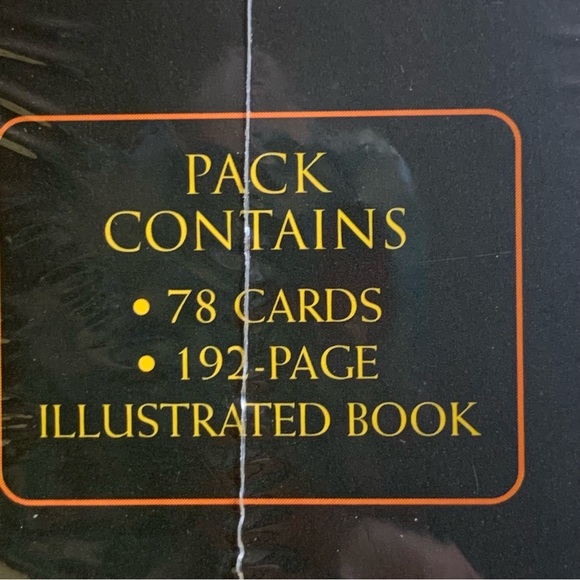 PACK
CONTAINS
• 78 CARDS
• 192-PAGE
ILLUSTRATED BOOK